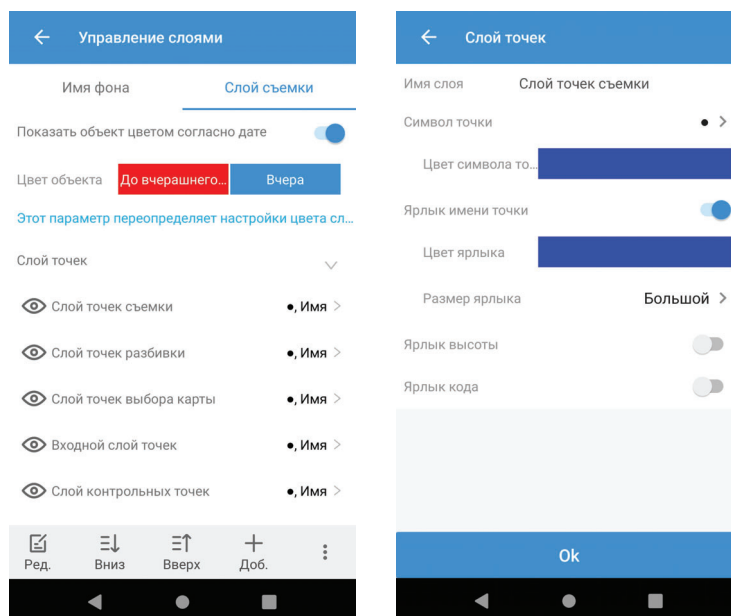 Управление слоями
Имя фона
Слой съемки
Показать объект цветом согласно дате
Цвет объекта
До вчерашнего...
Вчера
Этот параметр переопределяет настройки цвета сл...
Слой точек
Слой точек съемки
●, Имя
Слой точек разбивки
●, Имя
Слой точек выбора карты
●, Имя
Входной слой точек
●, Имя
Слой контрольных точек
●, Имя
Ред.
Вниз
Вверх
Доб.
Слой точек
Имя слоя
Слой точек съемки
Символ точки
Цвет символа то...
Ярлык имени точки
Цвет ярлыка
Размер ярлыка
Большой
Ярлык высоты
Ярлык кода
Ok